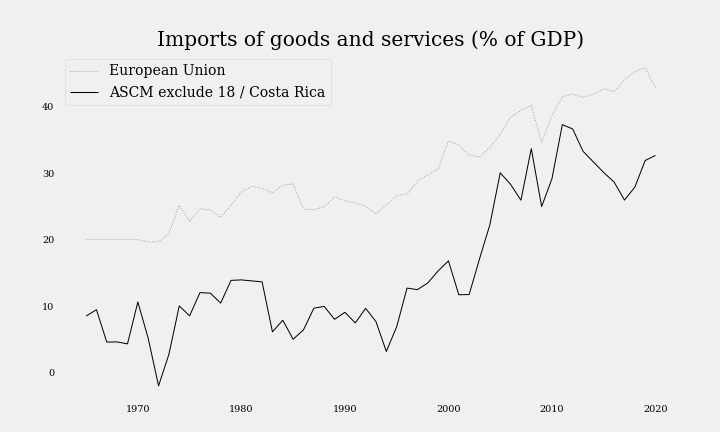 Imports of goods and services (% of GDP)
European Union
ASCM exclude 18 / Costa Rica
40
30
20
10
0
1970 1980 1990 2000 2010 2020